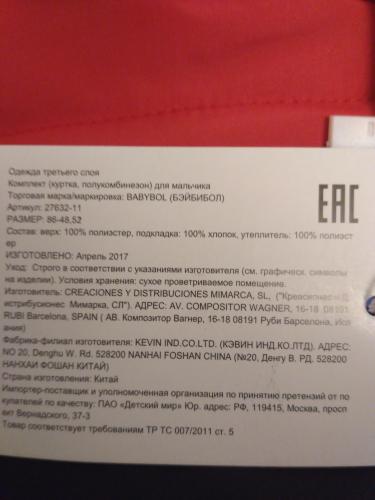 Одежда третьего слоя
Комплект (куртка, полукомбинезон) для мальчика
Торговая марка/маркировка: BABYBOL (БЭЙБИБОЛ)
Артикул: 27632-11
РАЗМЕР: 86-48,52
Состав: верх: 100% полиэстер, подкладка: 100% хлопок, утеплитель: 100% полиэст
ер
ИЗГОТОВЛЕНО: Апрель 2017
Уход: Строго в соответствии с указаниями изготовителя (см. графическ. символы
на изделии). Условия хранения: сухое проветриваемое помещение.
Изготовитель: CREACIONES Y DISTRIBUCIONES MIMARCA, SL, ("Креасионес и Д
истрибусионес Мимарка, СЛ"). АДРЕС: AV. COMPOSITOR WAGNER, 16-18 08191
RUBI Barcelona, SPAIN ( АВ. Композитор Вагнер, 16-18 08191 Руби Барселона, Исп
ания)
Фабрика-филиал изготовителя: KEVIN IND.CO.LTD. (КЭВИН ИНД.КО.ЛТД). АДРЕС:
NO 20, Denghu W. Rd. 528200 NANHAI FOSHAN CHINA (№20, Денгу В. РД. 528200
НАНХАИ ФОШАН КИТАЙ)
Страна изготовления: Китай
Импортер-поставщик и уполномоченная организация по принятию претензий от по
купателей по качеству: ПАО «Детский мир» Юр. адрес: РФ, 119415, Москва, просп
ект Вернадского, 37-3
Товар соответствует требованиям ТР ТС 007/2011 ст. 5
EAC